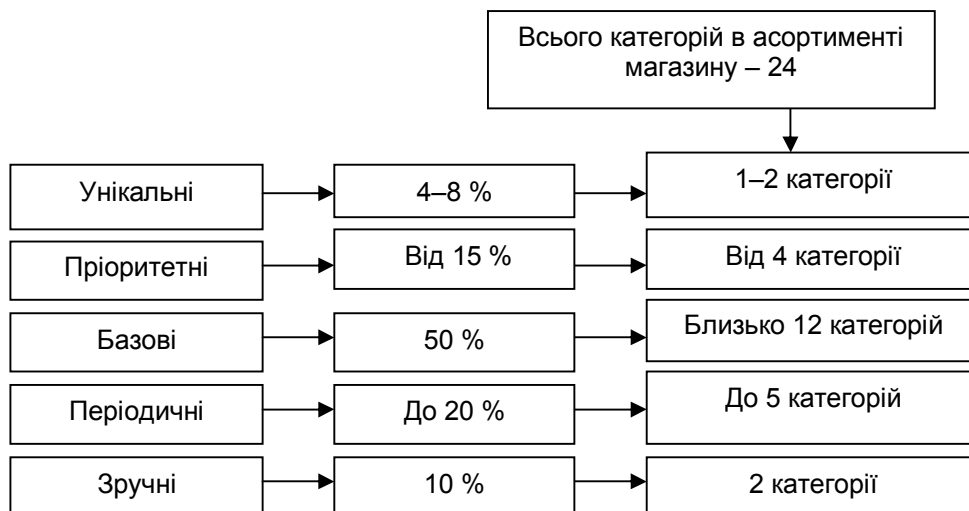 Всього категорій в асортименті
магазину – 24
Унікальні
4–8 %
1–2 категорії
Пріоритетні
Від 15 %
Від 4 категорії
Базові
50 %
Близько 12 категорій
Періодичні
До 20 %
До 5 категорій
Зручні
10 %
2 категорії